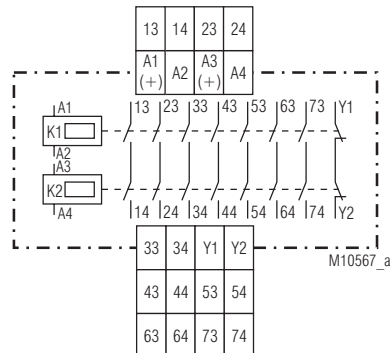 13 14 23 24
A1 (+) A2 A3 (+) A4
A1 13 23 33 43 53 63 73 Y1
K1
A2
A3
K2
A4 14 24 34 44 54 64 74 Y2
33 34 Y1 Y2
M10567_a
43 44 53 54
63 64 73 74